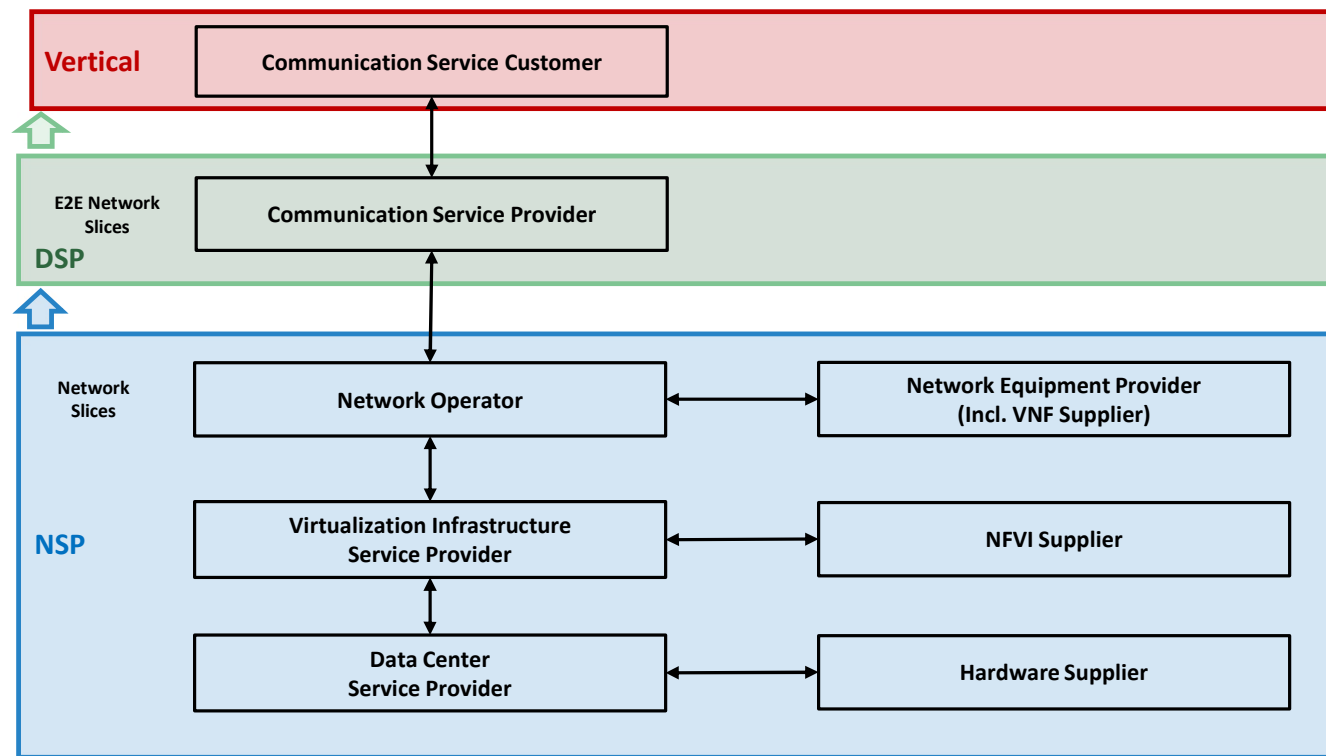 Vertical
Communication Service Customer
E2E Network
Slices
Communication Service Provider
DSP
Network
Slices
Network Operator
Network Equipment Provider
(Incl. VNF Supplier)
NSP
Virtualization Infrastructure
Service Provider
NFVI Supplier
Data Center
Service Provider
Hardware Supplier